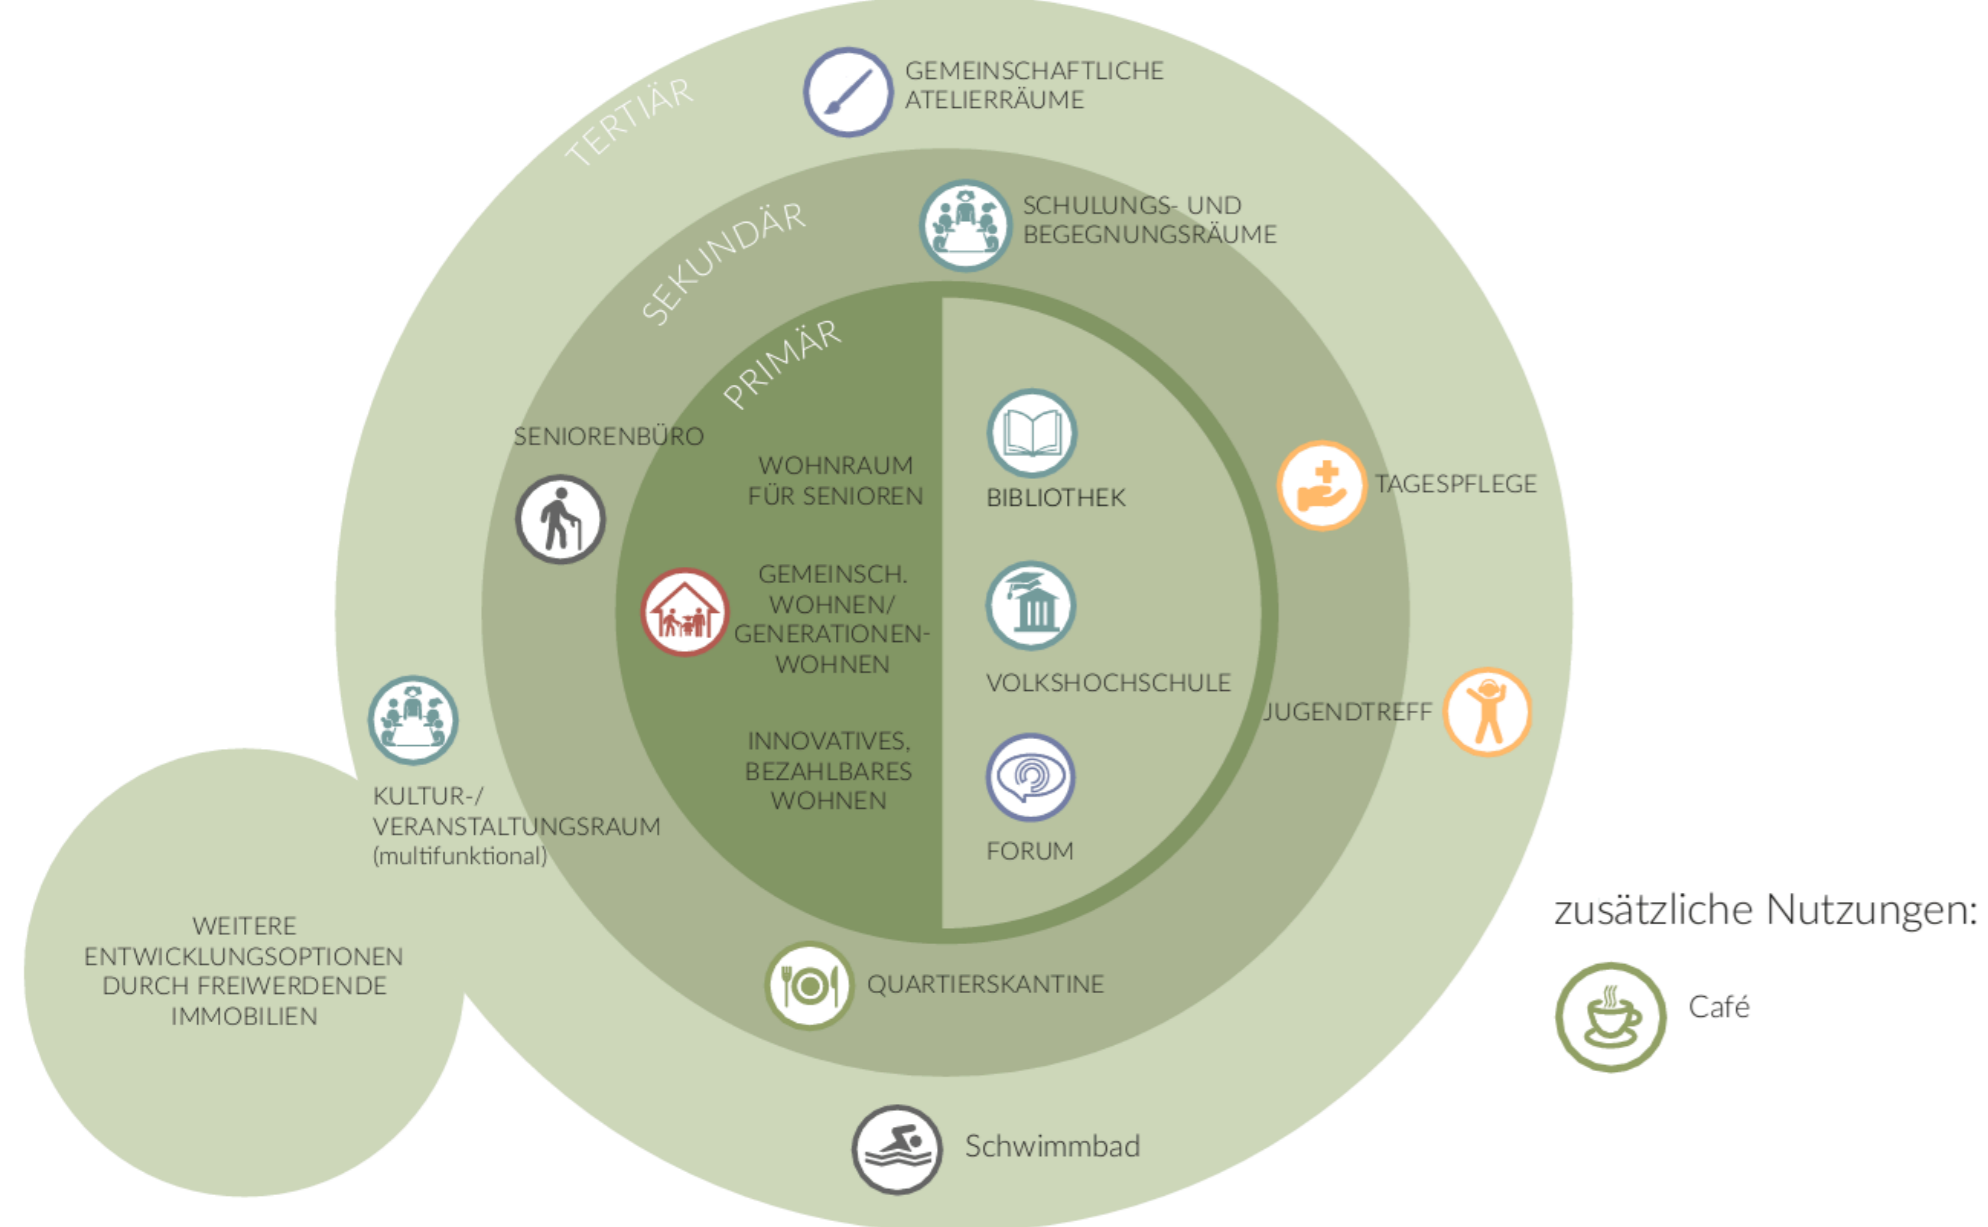 GEMEINSCHAFTLICHE
ATELIERRÄUME
TERTIÄR
SCHULUNGS- UND
BEGEGNUNGSRÄUME
SEKUNDÄR
PRIMÄR
SENIORENBÜRO
WOHNRAUM
FÜR SENIOREN
BIBLIOTHEK
TAGESPFLEGE
GEMEINSCH.
WOHNEN/
GENERATIONEN-
WOHNEN
VOLKSHOCHSCHULE
JUGENDTREFF
INNOVATIVES,
BEZAHLBARES
WOHNEN
FORUM
KULTUR-/
VERANSTALTUNGSRAUM
(multifunktional)
WEITERE
ENTWICKLUNGSOPTIONEN
DURCH FREIWERDENDE
IMMOBILIEN
QUARTIERSKANTINE
zusätzliche Nutzungen:
Café
Schwimmbad